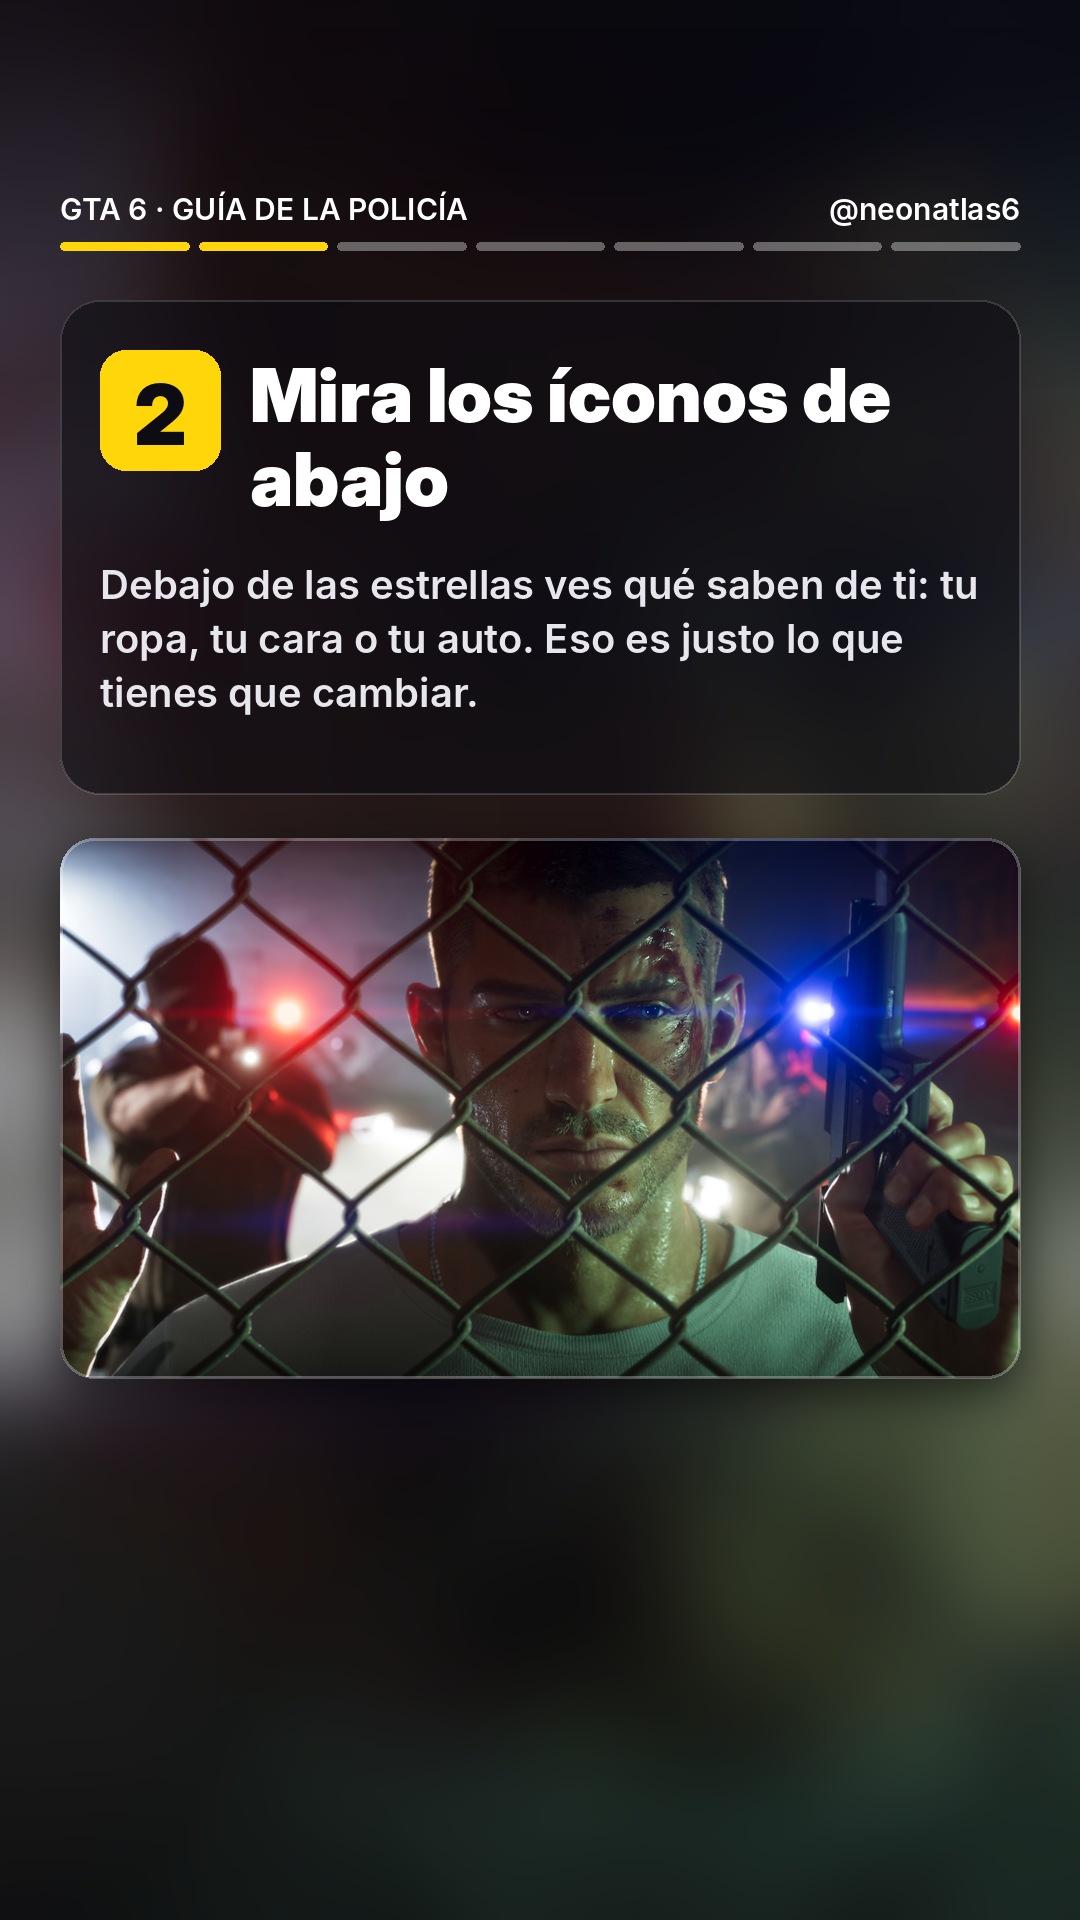 GTA 6 · GUÍA DE LA POLICÍA
@neonatlas6
2
Mira los íconos de
abajo
Debajo de las estrellas ves qué saben de ti: tu
ropa, tu cara o tu auto. Eso es justo lo que
tienes que cambiar.